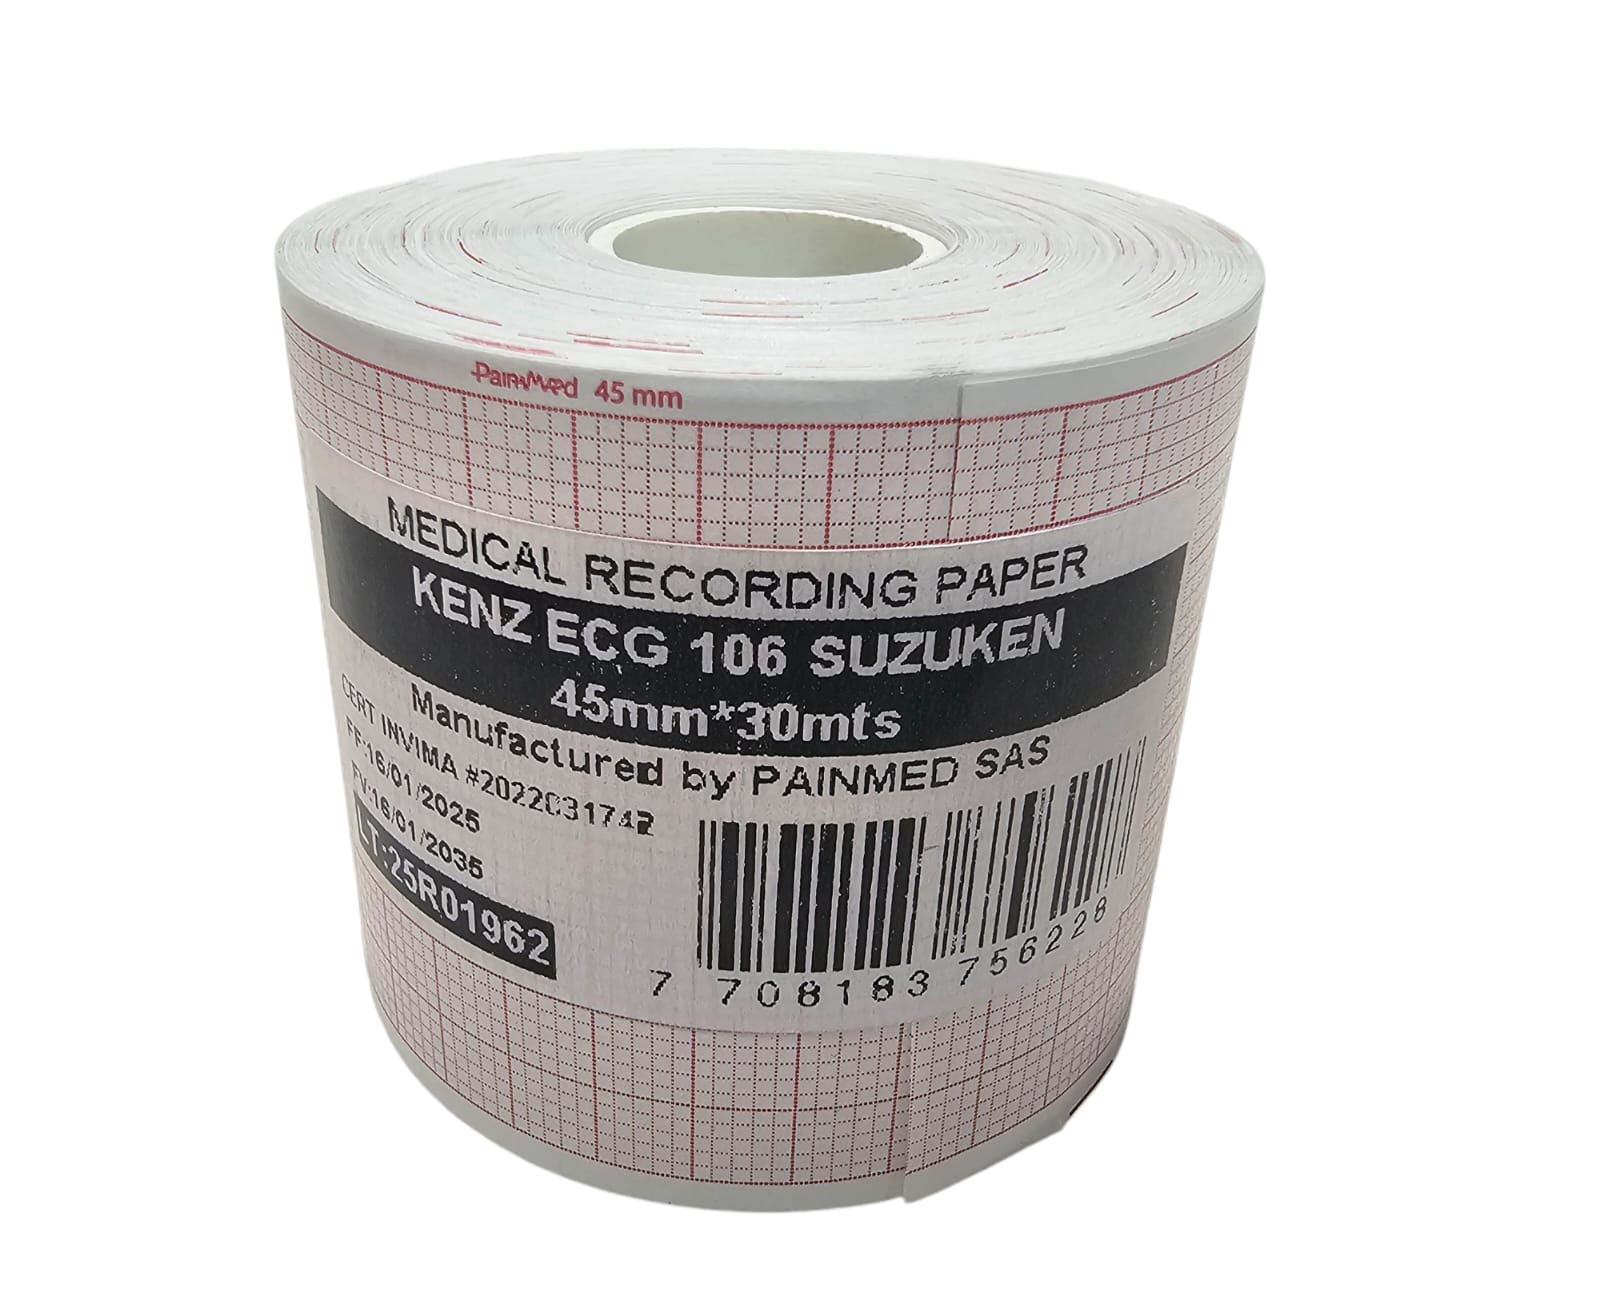 PainMed 45 mm
MEDICAL RECORDING PAPER
KENZ ECG 106 SUZUKEN
45mm*30mts
Manufactured by PAINMED SAS
CERT INVIMA #2022031742
FF:16/01/2025
FV:16/01/2035
LT:25R01962
7 708183 756228